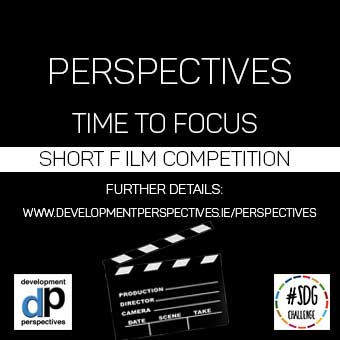 PERSPECTIVES
TIME TO FOCUS
SHORT F ILM COMPETITION
FURTHER DETAILS:
WWW.DEVELOPMENTPERSPECTIVES.IE/PERSPECTIVES
PRODUCTION
DIRECTOR
CAMERA
DATE SCENE TAKE
development
dp
perspectives
#SDG
CHALLENGE